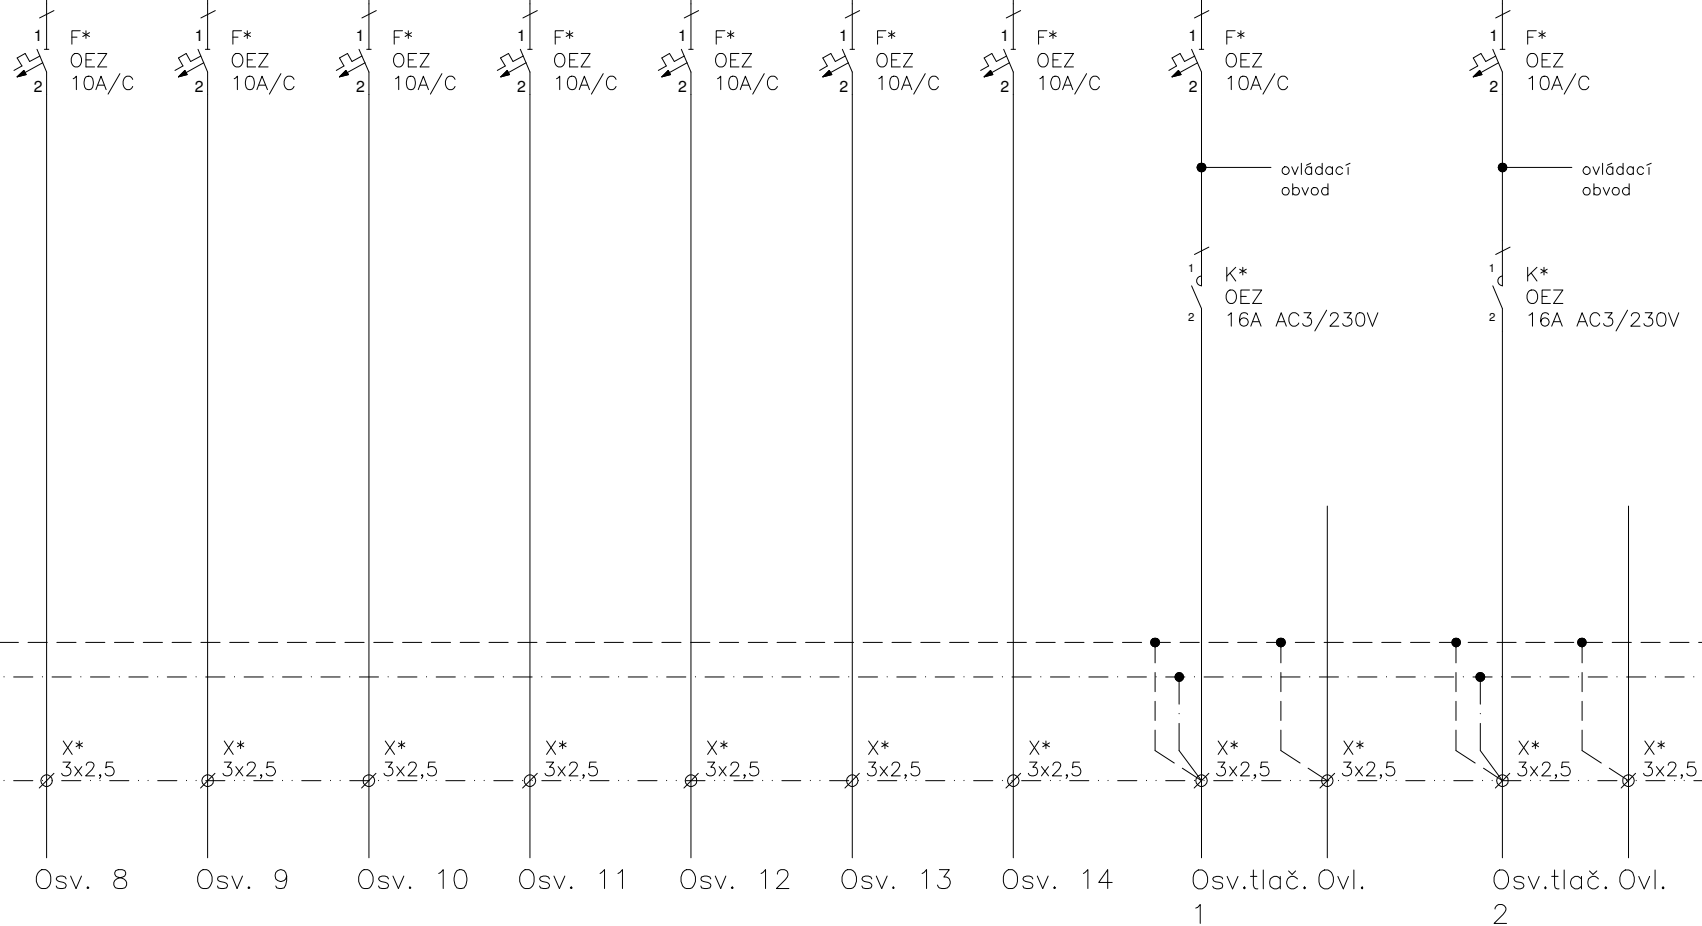 1 F*
OEZ
2 10A/C
1 F*
OEZ
2 10A/C
1 F*
OEZ
2 10A/C
1 F*
OEZ
2 10A/C
1 F*
OEZ
2 10A/C
1 F*
OEZ
2 10A/C
1 F*
OEZ
2 10A/C
1 F*
OEZ
2 10A/C
1 F*
OEZ
2 10A/C
ovládací
obvod
ovládací
obvod
1 K*
OEZ
2 16A AC3/230V
1 K*
OEZ
2 16A AC3/230V
X*
3x2,5
X*
3x2,5
X*
3x2,5
X*
3x2,5
X*
3x2,5
X*
3x2,5
X*
3x2,5
X*
3x2,5
X*
3x2,5
X*
3x2,5
X*
3x2,5
Osv. 8
Osv. 9
Osv. 10
Osv. 11
Osv. 12
Osv. 13
Osv. 14
Osv.tlač.
1
Ovl.
Osv.tlač.
2
Ovl.